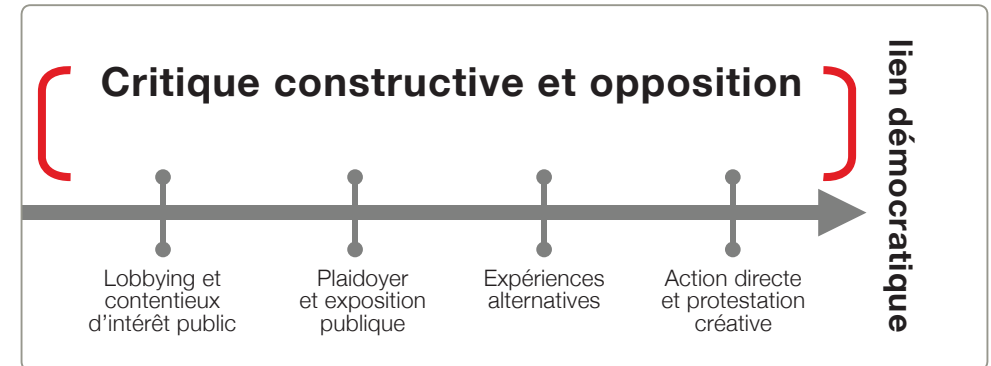 Critique constructive et opposition
Lobbying et
contentieux
d’intérêt public
Plaidoyer
et exposition
publique
Expériences
alternatives
Action directe
et protestation
créative
lien démocratique